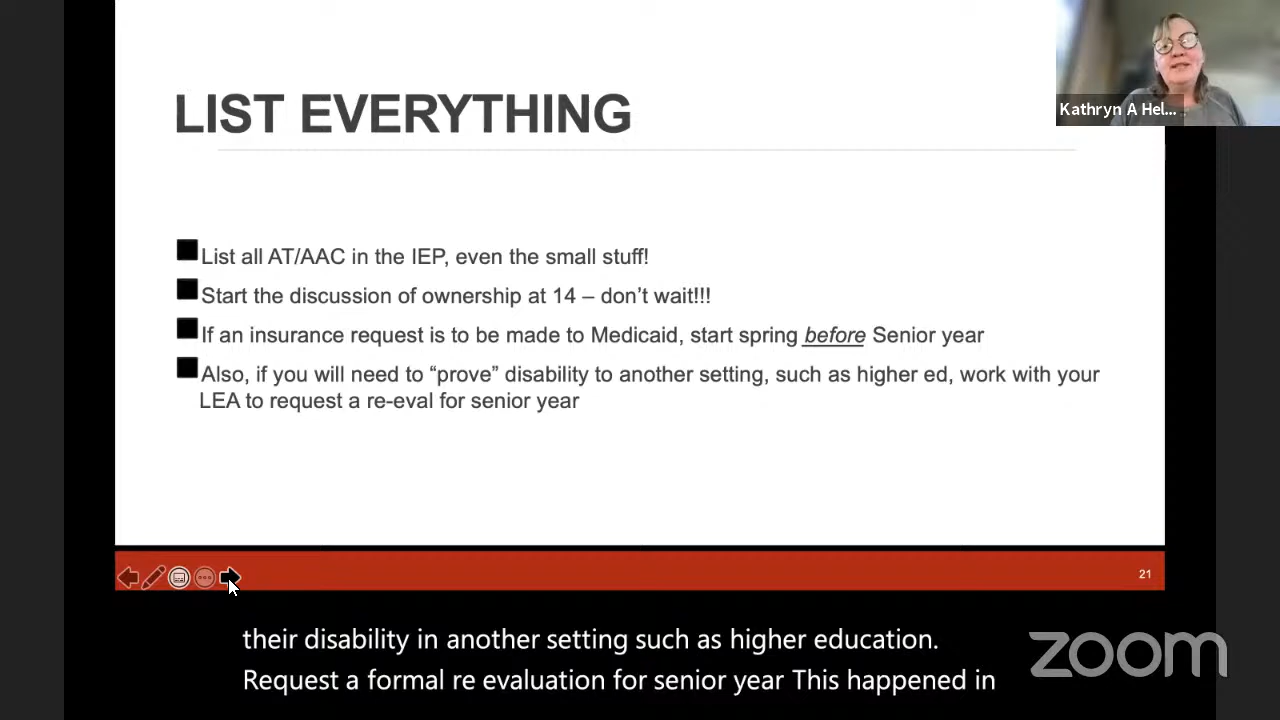 LIST EVERYTHING
Kathryn A Hel...
List all AT/AAC in the IEP, even the small stuff!
Start the discussion of ownership at 14 – don’t wait!!!
If an insurance request is to be made to Medicaid, start spring before Senior year
Also, if you will need to “prove” disability to another setting, such as higher ed, work with your
LEA to request a re-eval for senior year
21
their disability in another setting such as higher education.
Request a formal re evaluation for senior year This happened in
zoom